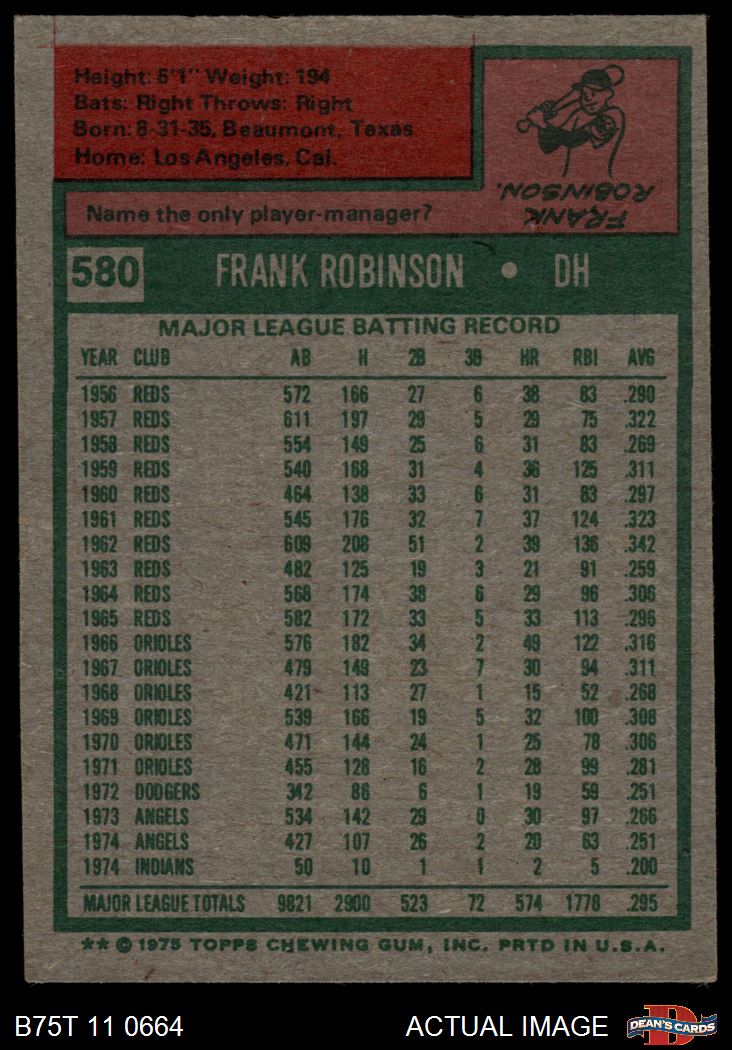 Height: 6'1" Weight: 194
Bats: Right Throws: Right
Born: 8-31-35, Beaumont, Texas
Home: Los Angeles, Cal.
Name the only player-manager?
FRANK ROBINSON.
580 FRANK ROBINSON • DH
MAJOR LEAGUE BATTING RECORD
YEAR CLUB AB H 2B 3B HR RBI AVG
1956 REDS 572 166 27 6 38 83 .290
1957 REDS 611 197 29 5 29 75 .322
1958 REDS 554 149 25 6 31 83 .269
1959 REDS 540 168 31 4 36 125 .311
1960 REDS 464 138 33 6 31 83 .297
1961 REDS 545 176 32 7 37 124 .323
1962 REDS 609 208 51 2 39 136 .342
1963 REDS 482 125 19 3 21 91 .259
1964 REDS 568 174 38 6 29 96 .306
1965 REDS 582 172 33 5 33 113 .296
1966 ORIOLES 576 182 34 2 49 122 .316
1967 ORIOLES 479 149 23 7 30 94 .311
1968 ORIOLES 421 113 27 1 15 52 .268
1969 ORIOLES 539 166 19 5 32 100 .308
1970 ORIOLES 471 144 24 1 25 78 .306
1971 ORIOLES 455 128 16 2 28 99 .281
1972 DODGERS 342 86 6 1 19 59 .251
1973 ANGELS 534 142 29 0 30 97 .266
1974 ANGELS 427 107 26 2 20 63 .251
1974 INDIANS 50 10 1 1 2 5 .200
MAJOR LEAGUE TOTALS 9821 2900 523 72 574 1778 .295
** © 1975 TOPPS CHEWING GUM, INC. PRTD IN U.S.A.
B75T 11 0664 ACTUAL IMAGE DEAN'S CARDS